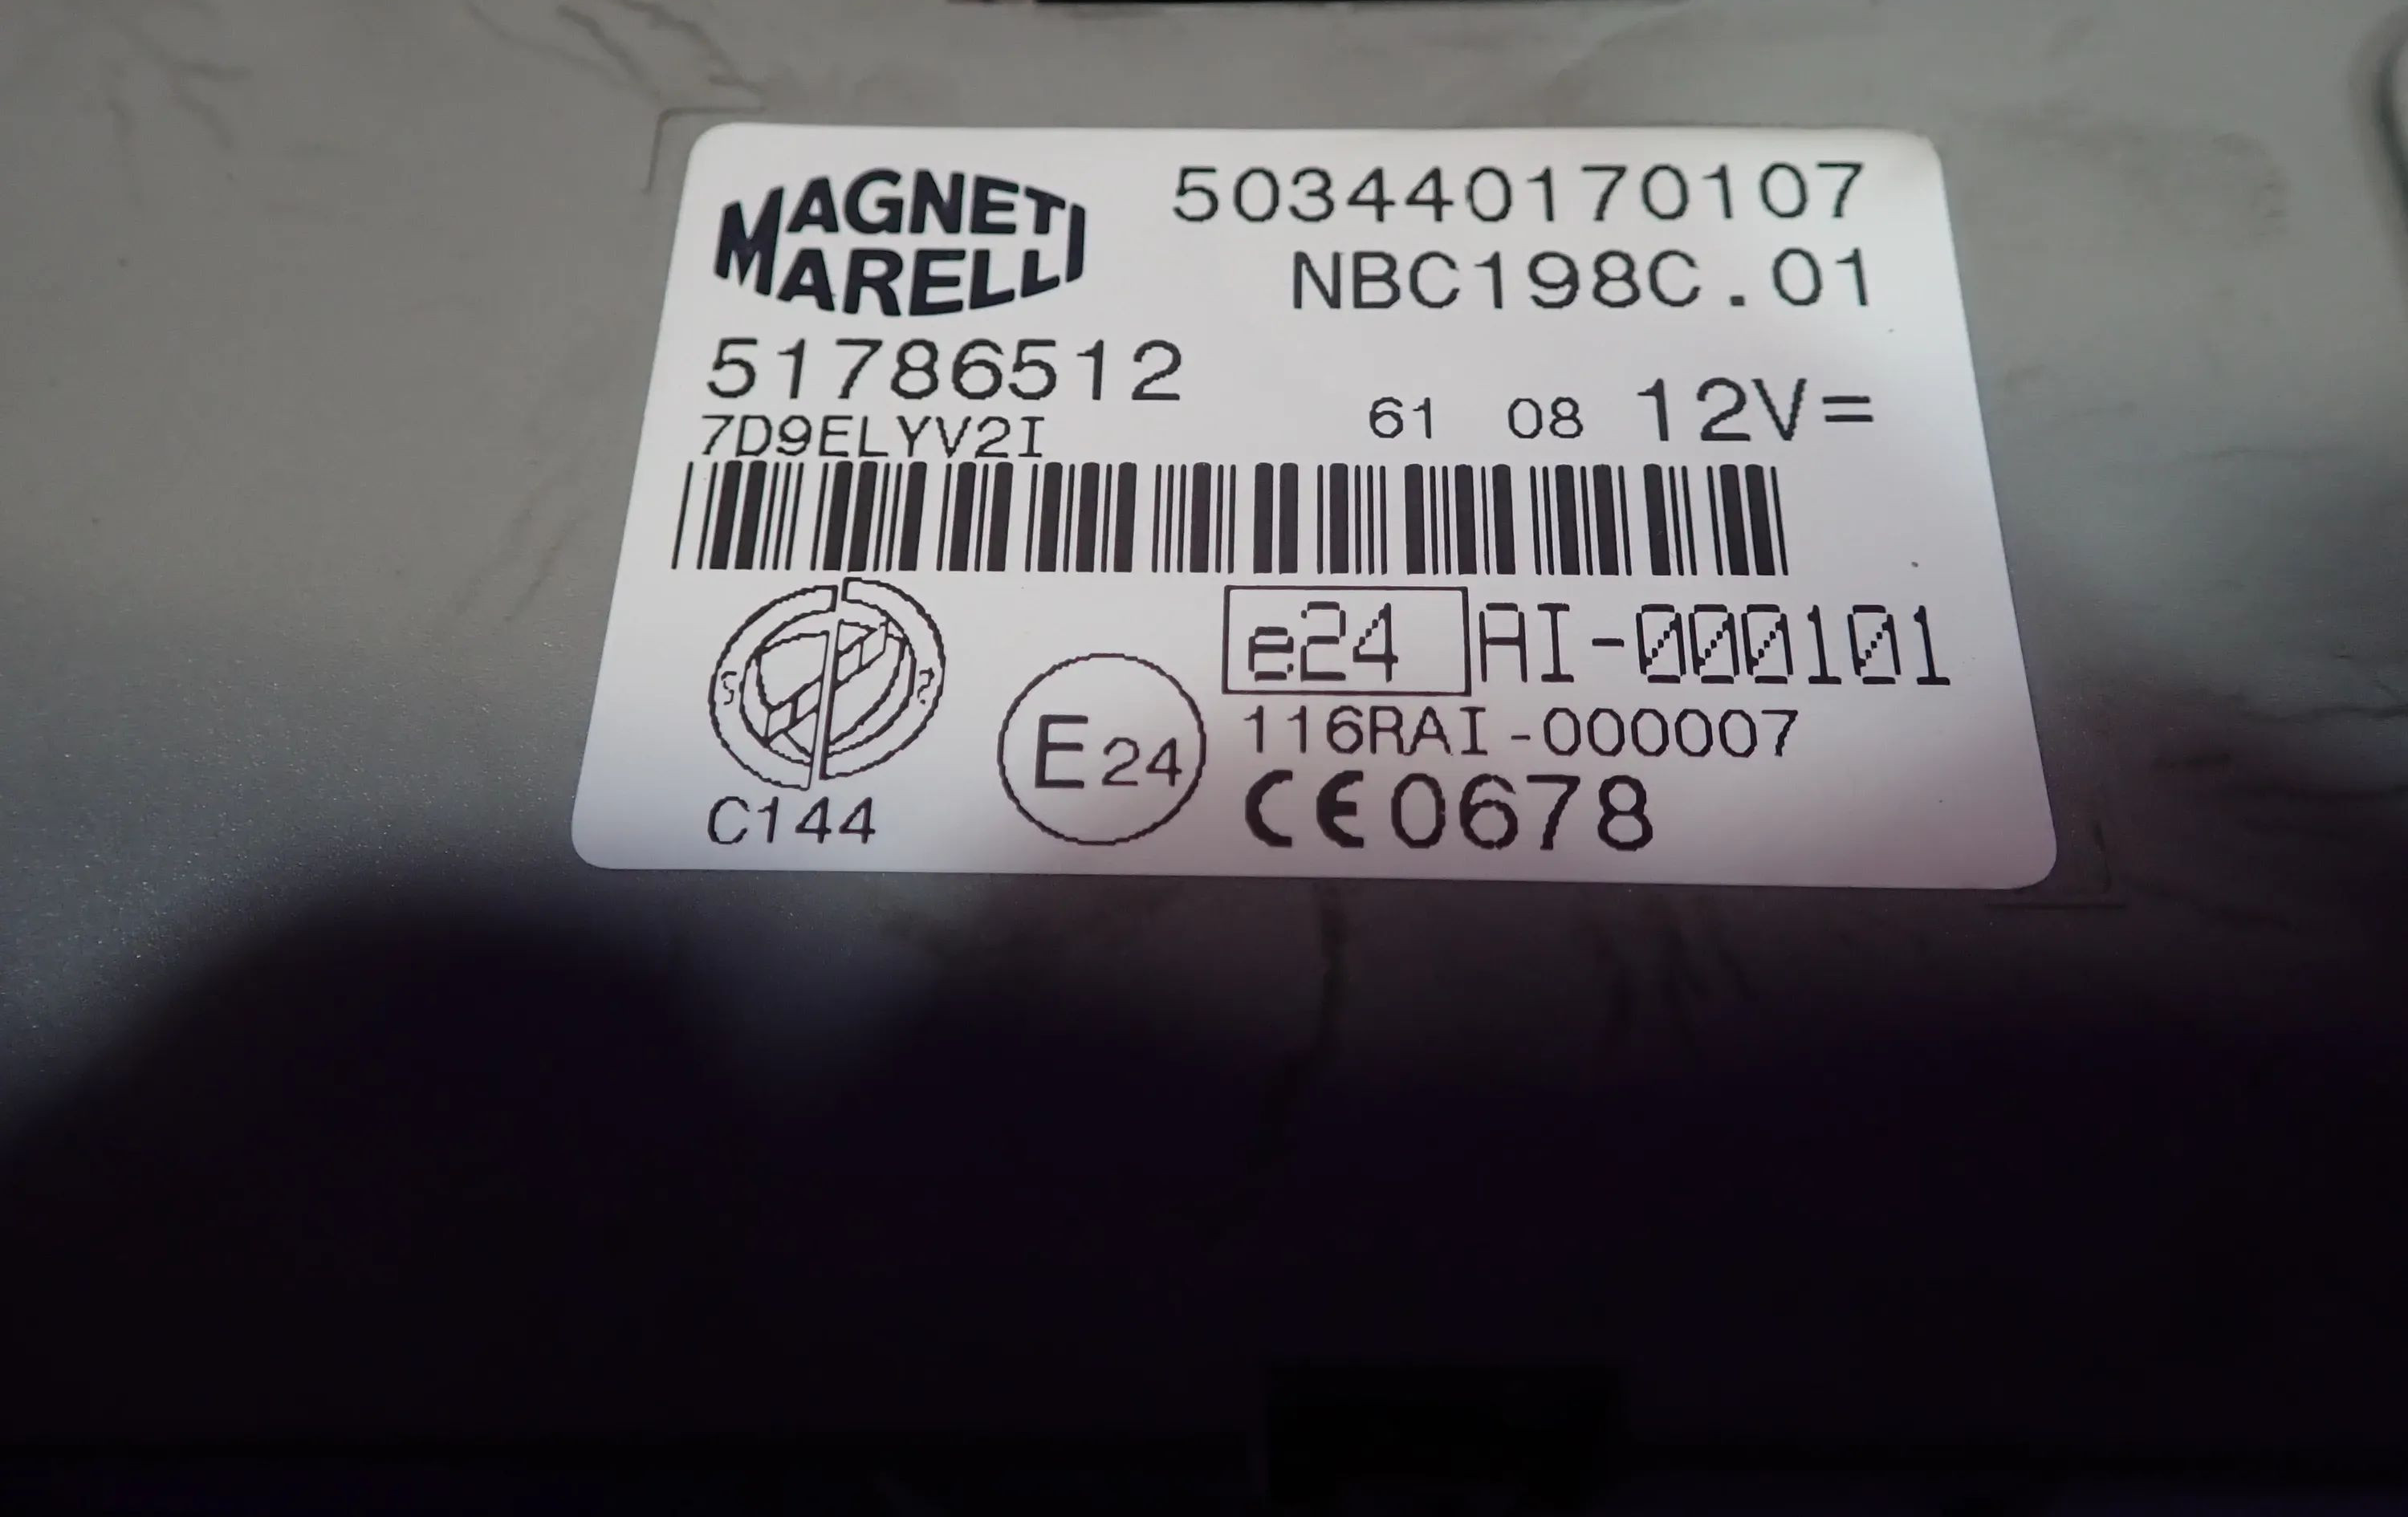 MAGNETI MARELLI
503440170107
NBC198C.01
51786512
7D9ELYV2I
61 08 12V=
e24 AI-000101
E24
116RAI-000007
CE0678
C144